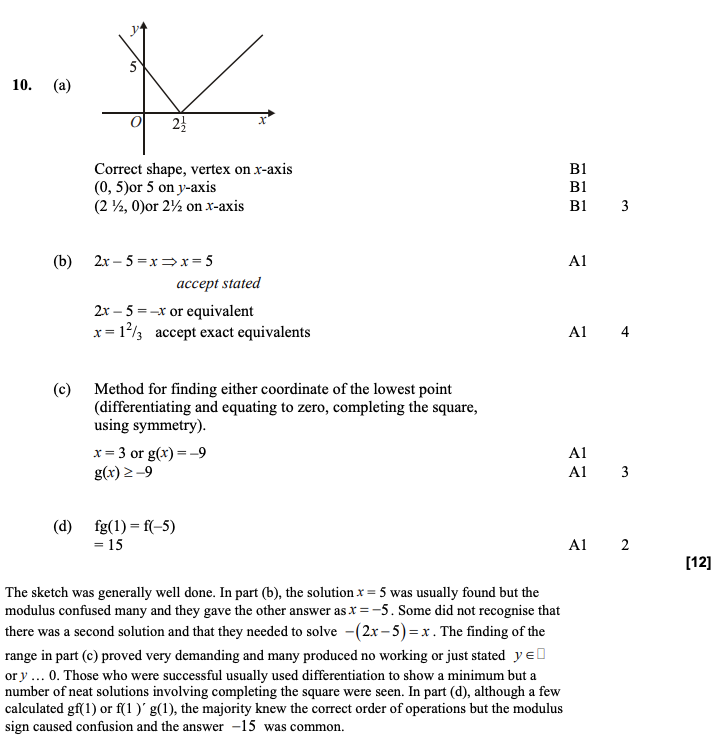 y
5
10. (a)
O 2½ x
Correct shape, vertex on x-axis B1
(0, 5)or 5 on y-axis B1
(2 ½, 0)or 2½ on x-axis B1 3
(b) 2x – 5 = x ⇒ x = 5 A1
accept stated
2x – 5 = –x or equivalent
x = 1²/₃ accept exact equivalents A1 4
(c) Method for finding either coordinate of the lowest point
(differentiating and equating to zero, completing the square,
using symmetry).
x = 3 or g(x) = –9 A1
g(x) ≥ –9 A1 3
(d) fg(1) = f(–5)
= 15 A1 2
[12]
The sketch was generally well done. In part (b), the solution x = 5 was usually found but the
modulus confused many and they gave the other answer as x = −5. Some did not recognise that
there was a second solution and that they needed to solve −(2x − 5) = x. The finding of the
range in part (c) proved very demanding and many produced no working or just stated y ∈ □
or y … 0. Those who were successful usually used differentiation to show a minimum but a
number of neat solutions involving completing the square were seen. In part (d), although a few
calculated gf(1) or f(1 )´ g(1), the majority knew the correct order of operations but the modulus
sign caused confusion and the answer −15 was common.